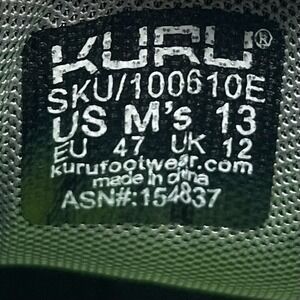 KURU®
SKU/100610E
US M's 13
EU 47 UK 12
kurufootwear.com
made in china
ASN#:154837